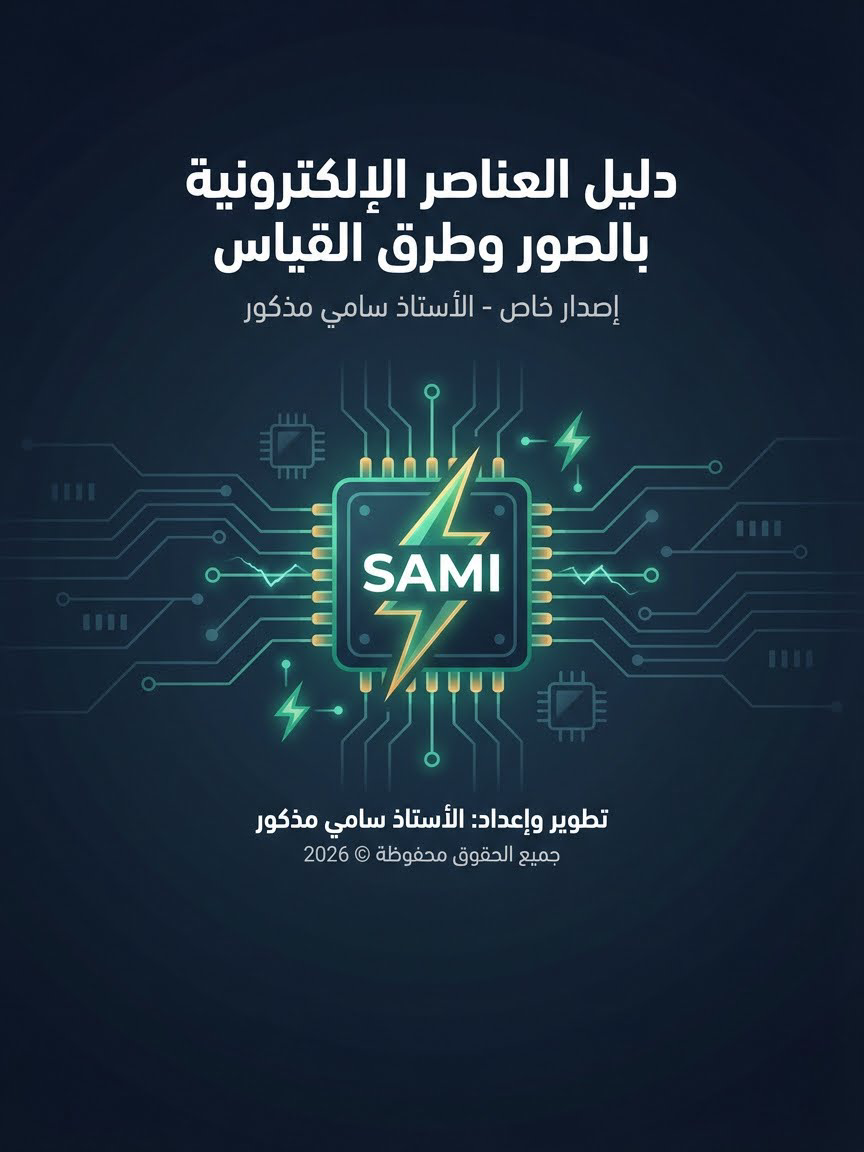 دليل العناصر الإلكترونية
بالصور وطرق القياس
إصدار خاص - الأستاذ سامي مذكور
SAMI
تطوير وإعداد: الأستاذ سامي مذكور
جميع الحقوق محفوظة © 2026